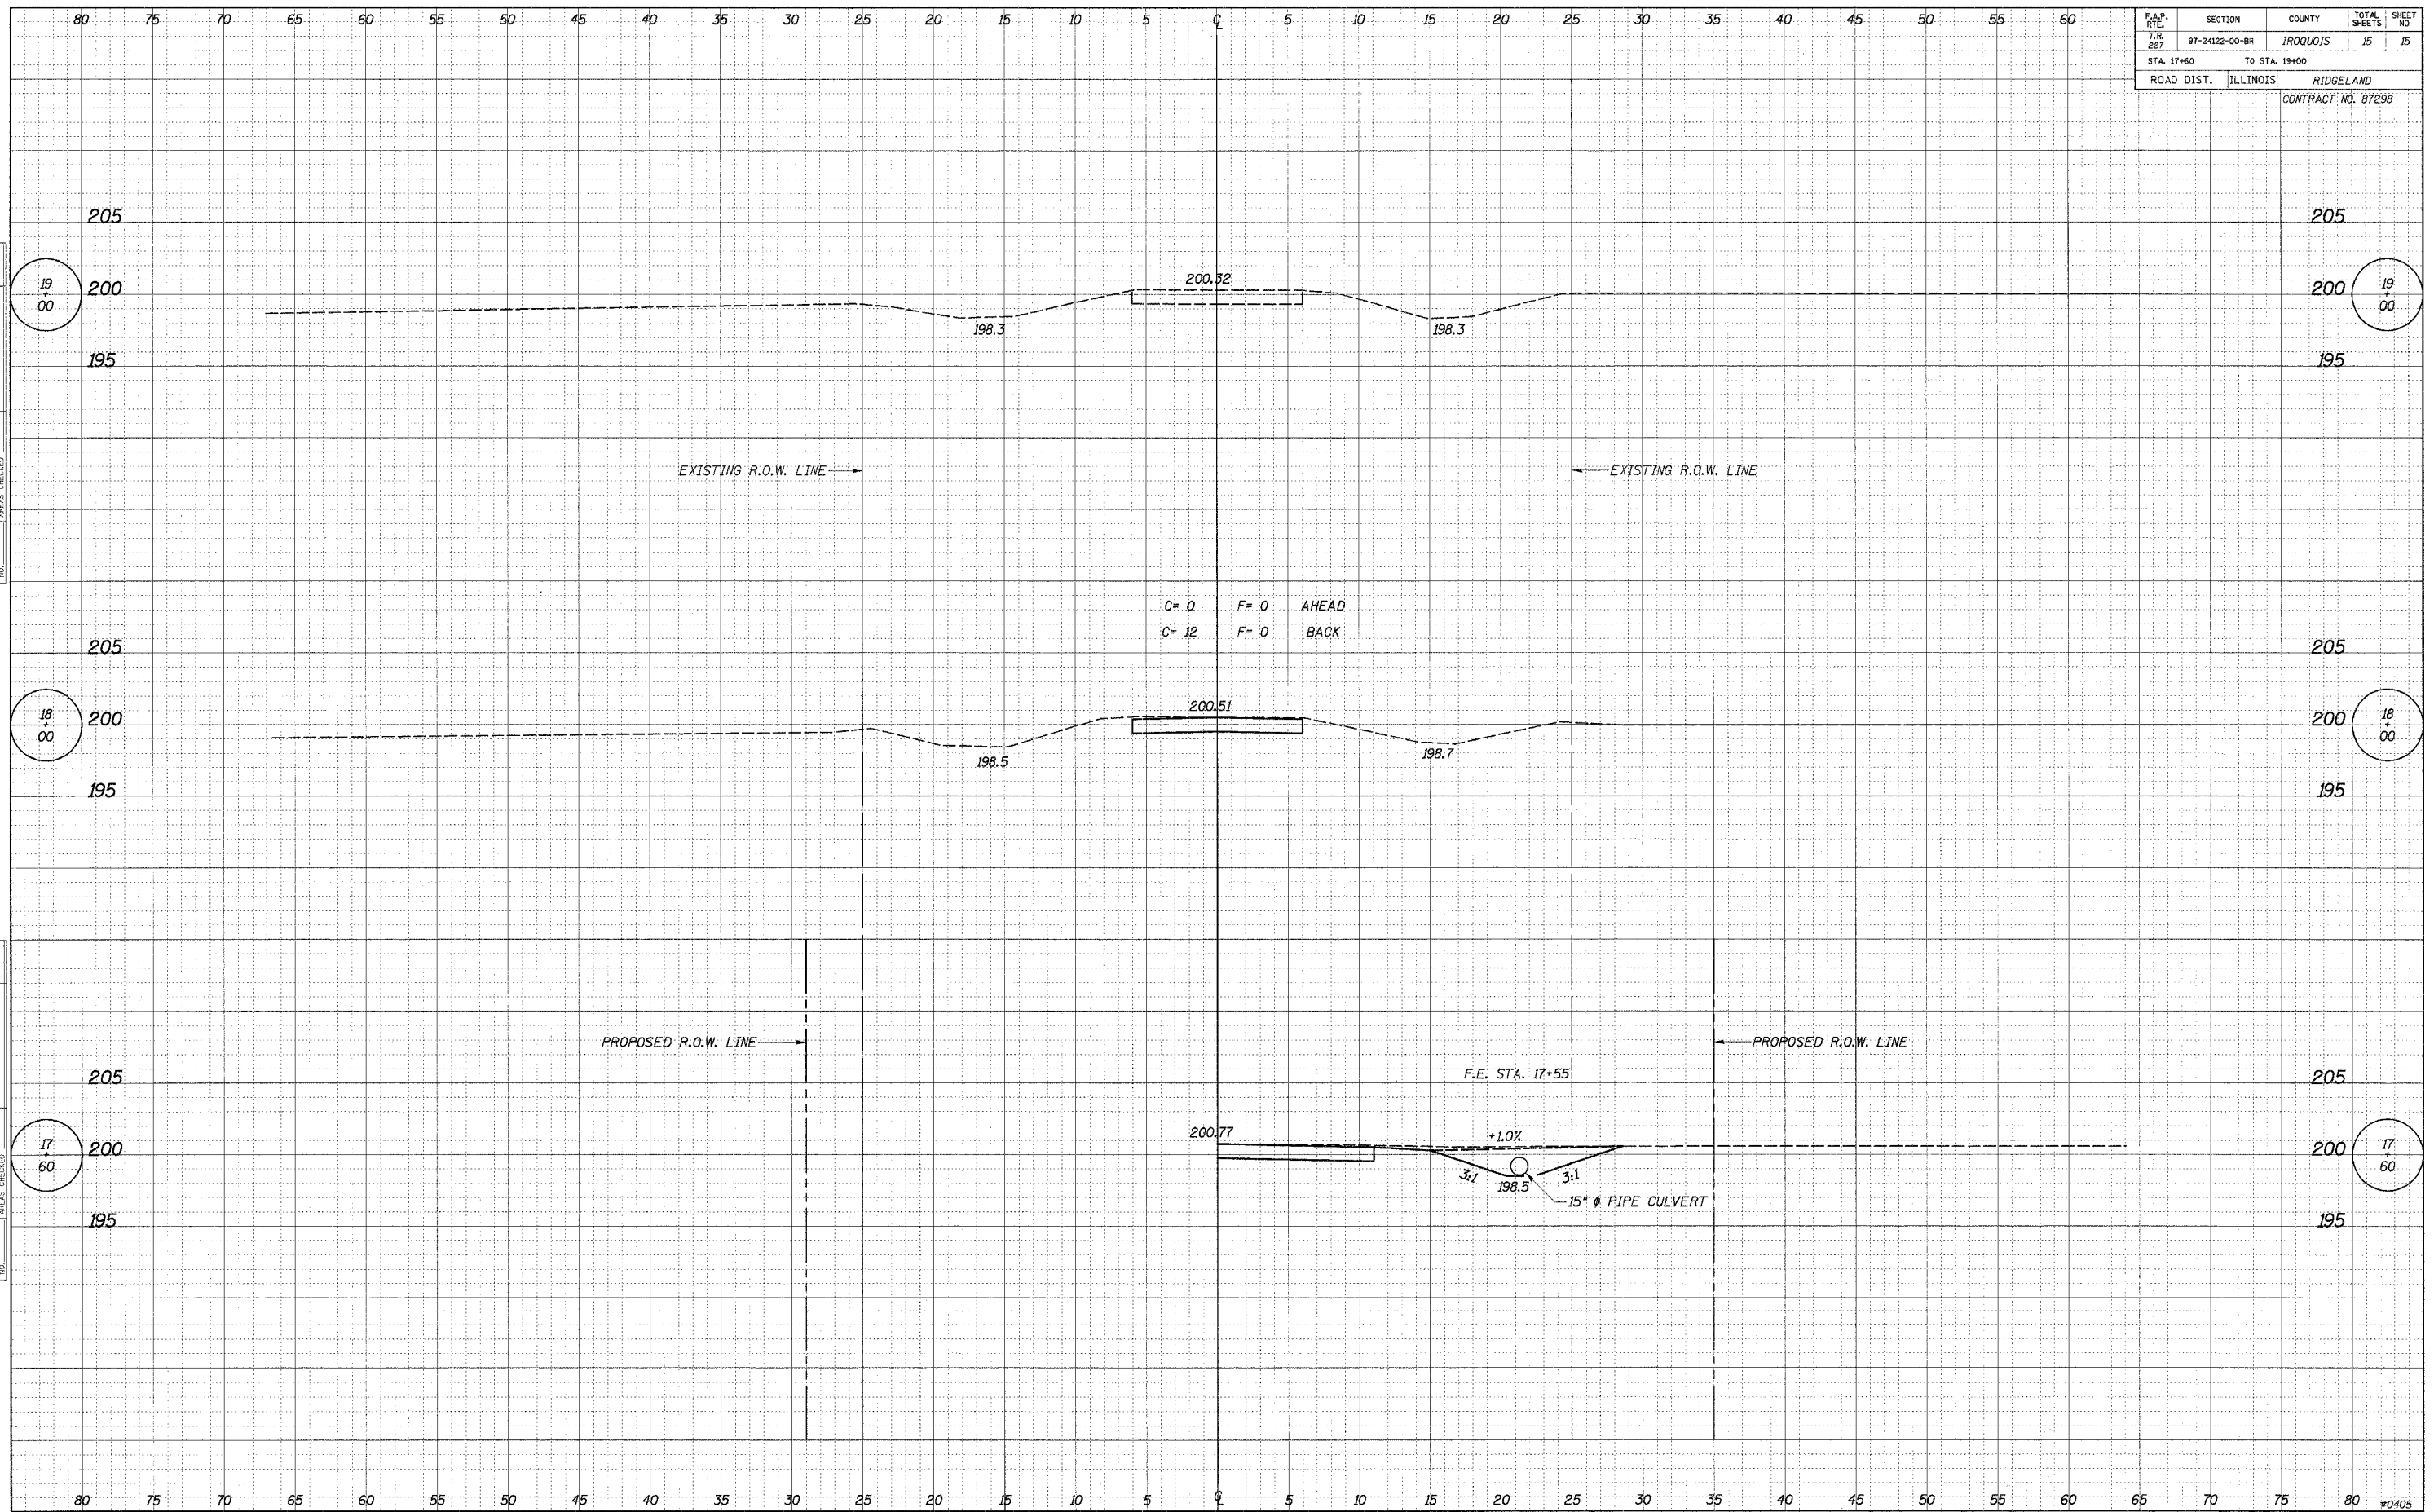 80 75 70 65 60 55 50 45 40 35 30 25 20 15 10 5 ℄ 5 10 15 20 25 30 35 40 45 50 55 60
F.A.P. RTE. SECTION COUNTY TOTAL SHEETS SHEET NO
T.R. 227 97-24122-00-BR IROQUOIS 15 15
STA. 17+60 TO STA. 19+00
ROAD DIST. ILLINOIS RIDGELAND
CONTRACT NO. 87298
205 205
200.32
19+00 200 200 19+00
198.3 198.3
195 195
EXISTING R.O.W. LINE EXISTING R.O.W. LINE
C= 0 F= 0 AHEAD
C= 12 F= 0 BACK
205 205
200.51
18+00 200 200 18+00
198.5 198.7
195 195
PROPOSED R.O.W. LINE PROPOSED R.O.W. LINE
F.E. STA. 17+55
205 205
200.77 +1.0%
17+60 200 200 17+60
3:1 198.5 3:1
15" ϕ PIPE CULVERT
195 195
80 75 70 65 60 55 50 45 40 35 30 25 20 15 10 5 ℄ 5 10 15 20 25 30 35 40 45 50 55 60 65 70 75 80
#0405
NO. AREAS CHECKED
NO. AREAS CHECKED